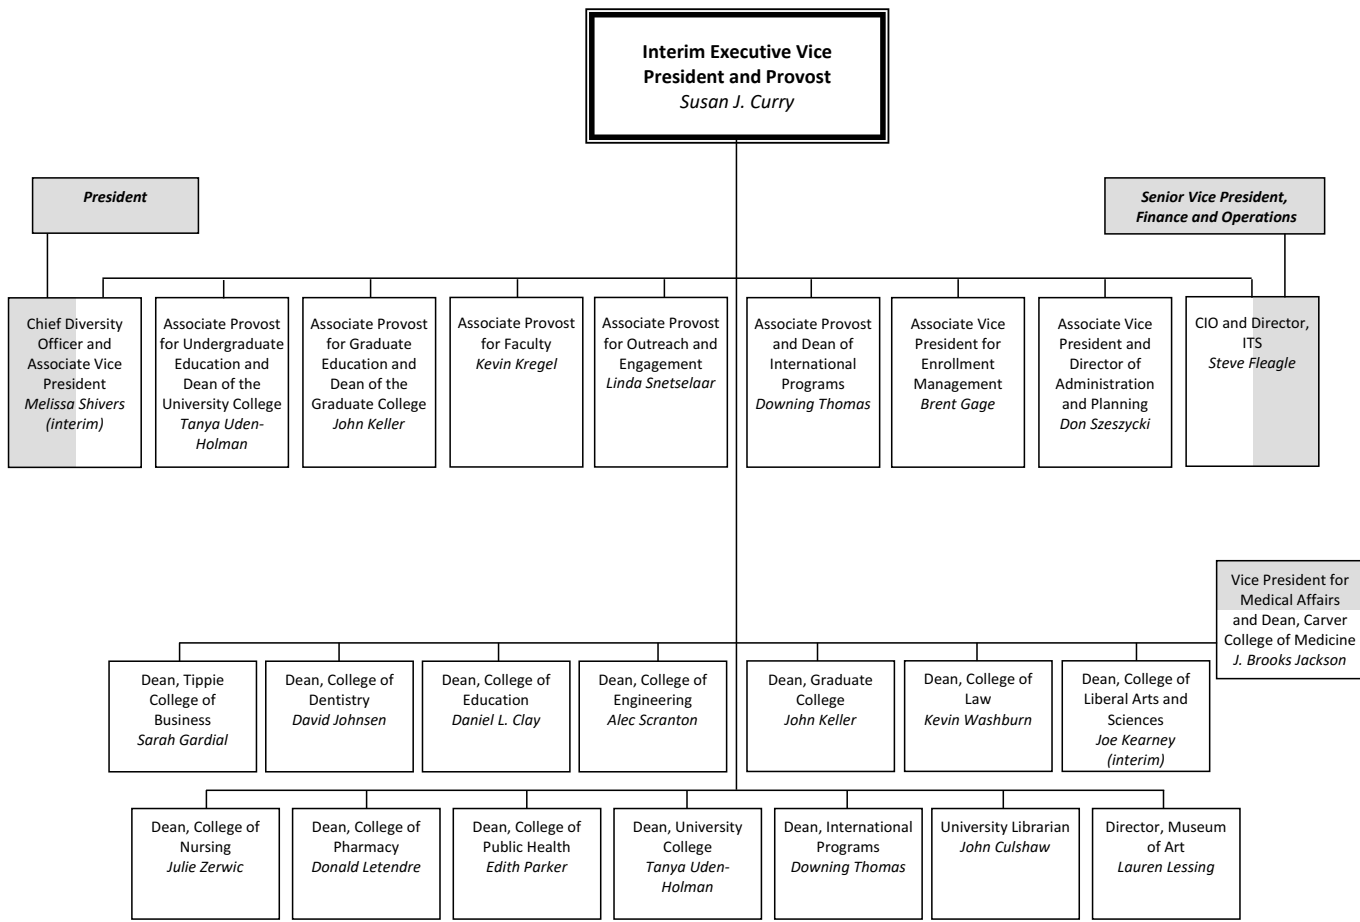 Interim Executive Vice
President and Provost
Susan J. Curry
President
Senior Vice President,
Finance and Operations
Chief Diversity
Officer and
Associate Vice
President
Melissa Shivers
(interim)
Associate Provost
for Undergraduate
Education and
Dean of the
University College
Tanya Uden-
Holman
Associate Provost
for Graduate
Education and
Dean of the
Graduate College
John Keller
Associate Provost
for Faculty
Kevin Kregel
Associate Provost
for Outreach and
Engagement
Linda Snetselaar
Associate Provost
and Dean of
International
Programs
Downing Thomas
Associate Vice
President for
Enrollment
Management
Brent Gage
Associate Vice
President and
Director of
Administration
and Planning
Don Szeszycki
CIO and Director,
ITS
Steve Fleagle
Vice President for
Medical Affairs
and Dean, Carver
College of Medicine
J. Brooks Jackson
Dean, Tippie
College of
Business
Sarah Gardial
Dean, College of
Dentistry
David Johnsen
Dean, College of
Education
Daniel L. Clay
Dean, College of
Engineering
Alec Scranton
Dean, Graduate
College
John Keller
Dean, College of
Law
Kevin Washburn
Dean, College of
Liberal Arts and
Sciences
Joe Kearney
(interim)
Dean, College of
Nursing
Julie Zerwic
Dean, College of
Pharmacy
Donald Letendre
Dean, College of
Public Health
Edith Parker
Dean, University
College
Tanya Uden-
Holman
Dean, International
Programs
Downing Thomas
University Librarian
John Culshaw
Director, Museum
of Art
Lauren Lessing